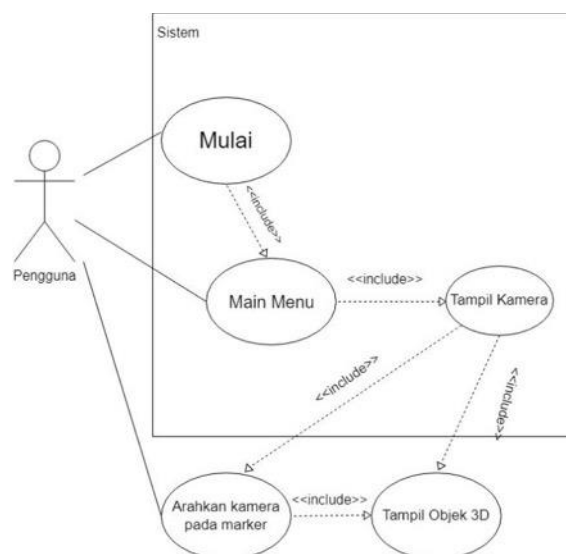 Sistem
Mulai
<<include>>
Pengguna
Main Menu
<<include>>
Tampil Kamera
<<include>>
<<include>>
Arahkan kamera
pada marker
<<include>>
Tampil Objek 3D